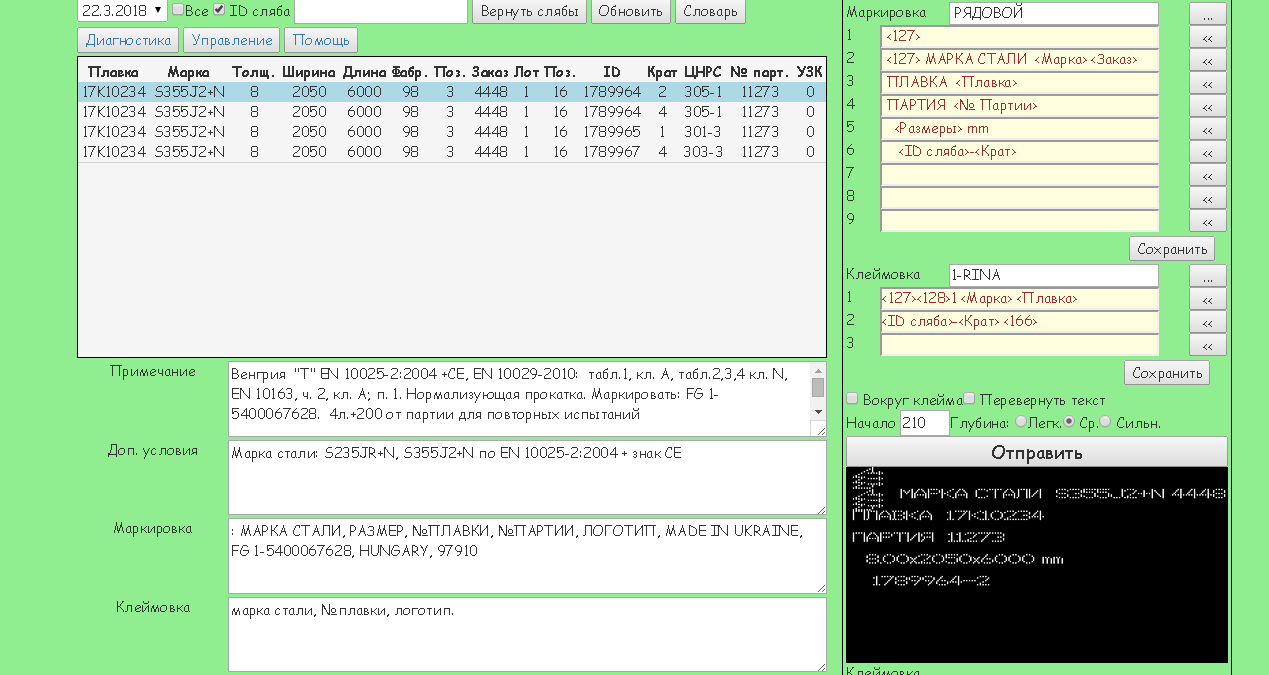 22.3.2018 Все ID сляба Вернуть слябы Обновить Словарь
Диагностика Управление Помощь
Плавка Марка Толщ. Ширина Длина Фабр. Поз. Заказ Лот Поз. ID Крат ЦНРС № парт. УЗК
17К10234 S355J2+N 8 2050 6000 98 3 4448 1 16 1789964 2 305-1 11273 0
17К10234 S355J2+N 8 2050 6000 98 3 4448 1 16 1789964 4 305-1 11273 0
17К10234 S355J2+N 8 2050 6000 98 3 4448 1 16 1789965 1 301-3 11273 0
17К10234 S355J2+N 8 2050 6000 98 3 4448 1 16 1789967 4 303-3 11273 0
Примечание
Венгрия "Т" EN 10025-2:2004 +CE, EN 10029-2010: табл.1, кл. А, табл.2,3,4 кл. N,
EN 10163, ч. 2, кл. А; п. 1. Нормализующая прокатка. Маркировать: FG 1-
5400067628. 4л.+200 от партии для повторных испытаний
Доп. условия
Марка стали: S235JR+N, S355J2+N по EN 10025-2:2004 + знак CE
Маркировка
: МАРКА СТАЛИ, РАЗМЕР, №ПЛАВКИ, №ПАРТИИ, ЛОГОТИП, MADE IN UKRAINE,
FG 1-5400067628, HUNGARY, 97910
Клеймовка
марка стали, №плавки, логотип.
Маркировка РЯДОВОЙ ...
1 <127> <<
2 <127> МАРКА СТАЛИ <Марка> <Заказ> <<
3 ПЛАВКА <Плавка> <<
4 ПАРТИЯ <№ Партии> <<
5 <Размеры> mm <<
6 <ID сляба>-<Крат> <<
7 <<
8 <<
9 <<
Сохранить
Клеймовка 1-RINA ...
1 <127><128>1 <Марка> <Плавка> <<
2 <ID сляба>-<Крат> <166> <<
3 <<
Сохранить
Вокруг клейма Перевернуть текст
Начало 210 Глубина: Легк. Ср. Сильн.
Отправить
МАРКА СТАЛИ S355J2+N 4448
ПЛАВКА 17К10234
ПАРТИЯ 11273
8.00x2050x6000 mm
1789964-2
Клеймовка